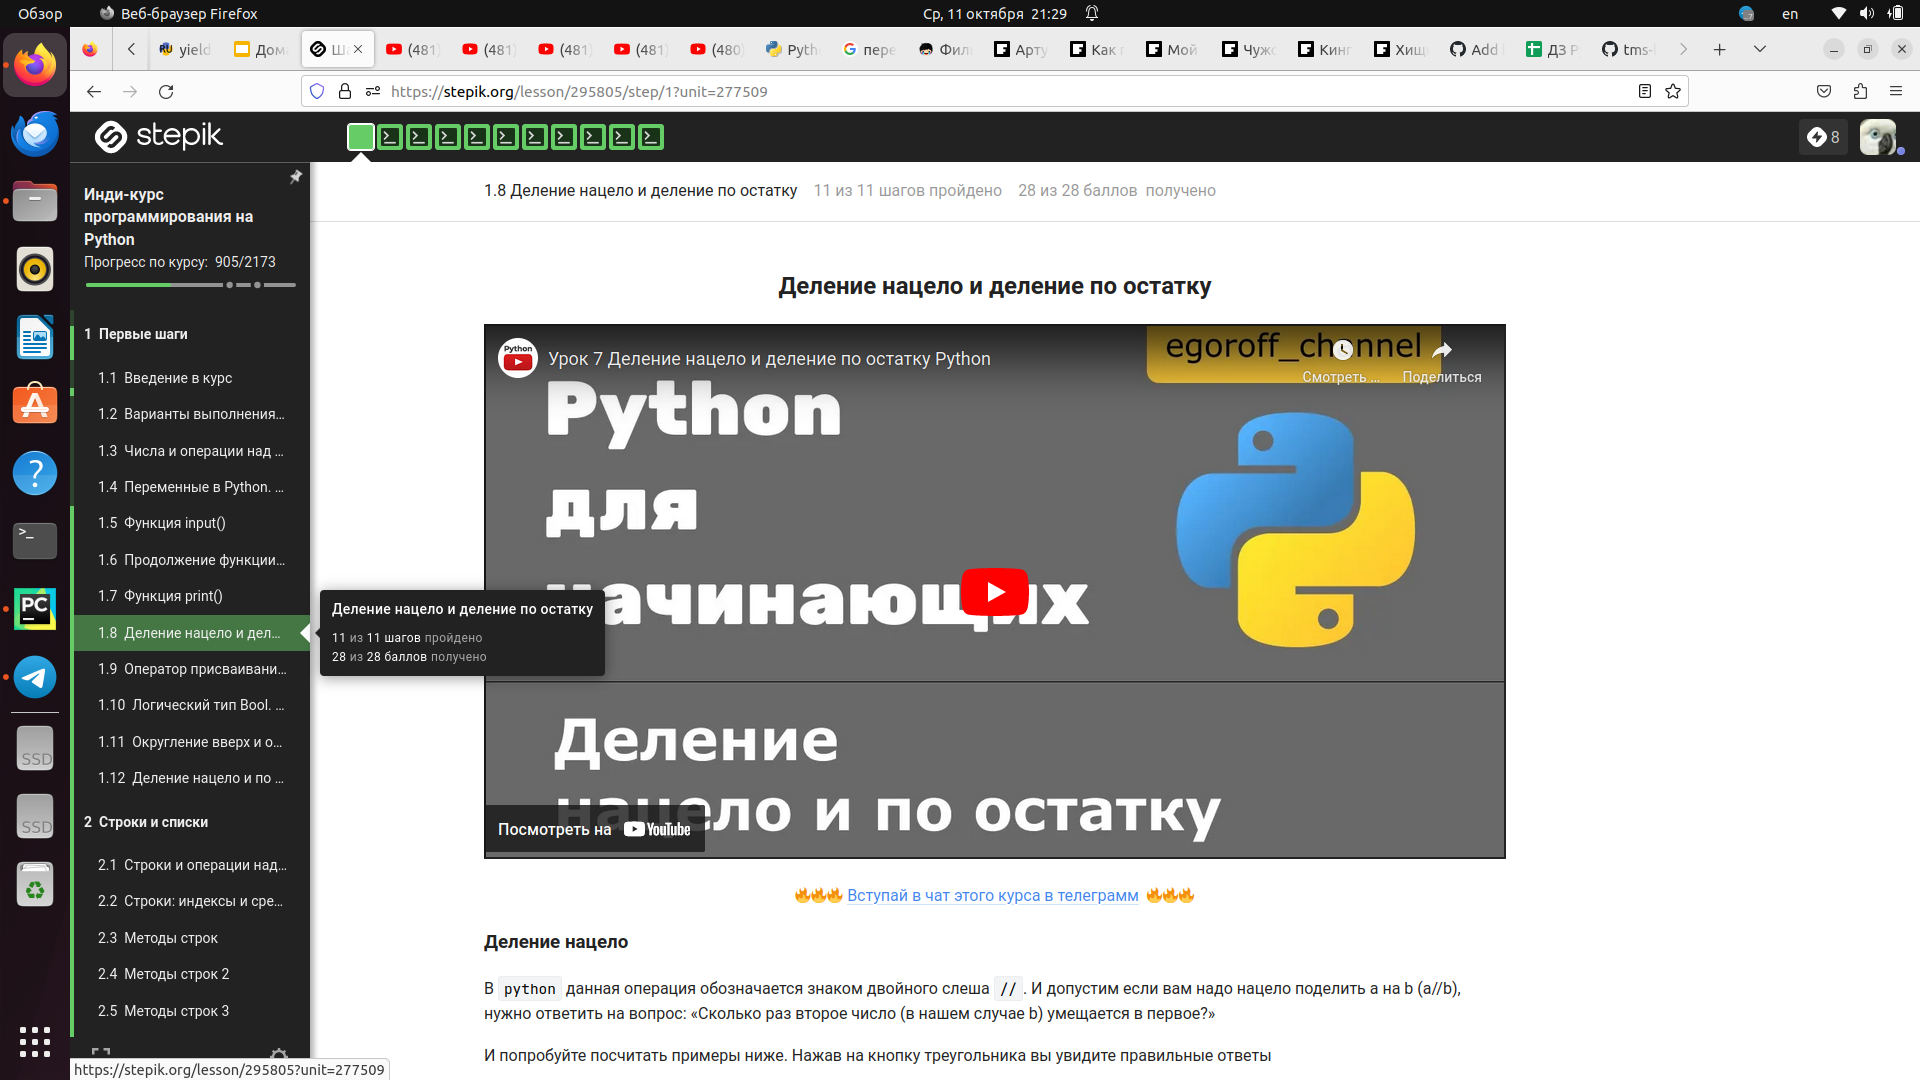 Обзор
Веб-браузер Firefox
Ср, 11 октября 21:29
en
yield
Дома
(481)
(481)
(481)
(481)
(480)
Pyth
пере
Фил
Арту
Как
Мой
Чуж
Кинг
Хищ
Add
ДЗ Р
tms-
https://stepik.org/lesson/295805/step/1?unit=277509
stepik
8
Инди-курс
программирования на
Python
Прогресс по курсу: 905/2173
1 Первые шаги
1.1 Введение в курс
1.2 Варианты выполнения...
1.3 Числа и операции над ...
1.4 Переменные в Python. ...
1.5 Функция input()
1.6 Продолжение функции...
1.7 Функция print()
1.8 Деление нацело и дел...
1.9 Оператор присваивани...
1.10 Логический тип Bool. ...
1.11 Округление вверх и о...
1.12 Деление нацело и по ...
2 Строки и списки
2.1 Строки и операции над...
2.2 Строки: индексы и сре...
2.3 Методы строк
2.4 Методы строк 2
2.5 Методы строк 3
https://stepik.org/lesson/295805?unit=277509
Деление нацело и деление по остатку
11 из 11 шагов пройдено
28 из 28 баллов получено
1.8 Деление нацело и деление по остатку 11 из 11 шагов пройдено 28 из 28 баллов получено
Деление нацело и деление по остатку
Python
Урок 7 Деление нацело и деление по остатку Python
egoroff_channel
Смотреть ...
Поделиться
Python
для
начинающих
Деление
нацело и по остатку
Посмотреть на YouTube
🔥🔥🔥 Вступай в чат этого курса в телеграмм 🔥🔥🔥
Деление нацело
В python данная операция обозначается знаком двойного слеша // . И допустим если вам надо нацело поделить a на b (a//b),
нужно ответить на вопрос: «Сколько раз второе число (в нашем случае b) умещается в первое?»
И попробуйте посчитать примеры ниже. Нажав на кнопку треугольника вы увидите правильные ответы
PC
SSD
SSD